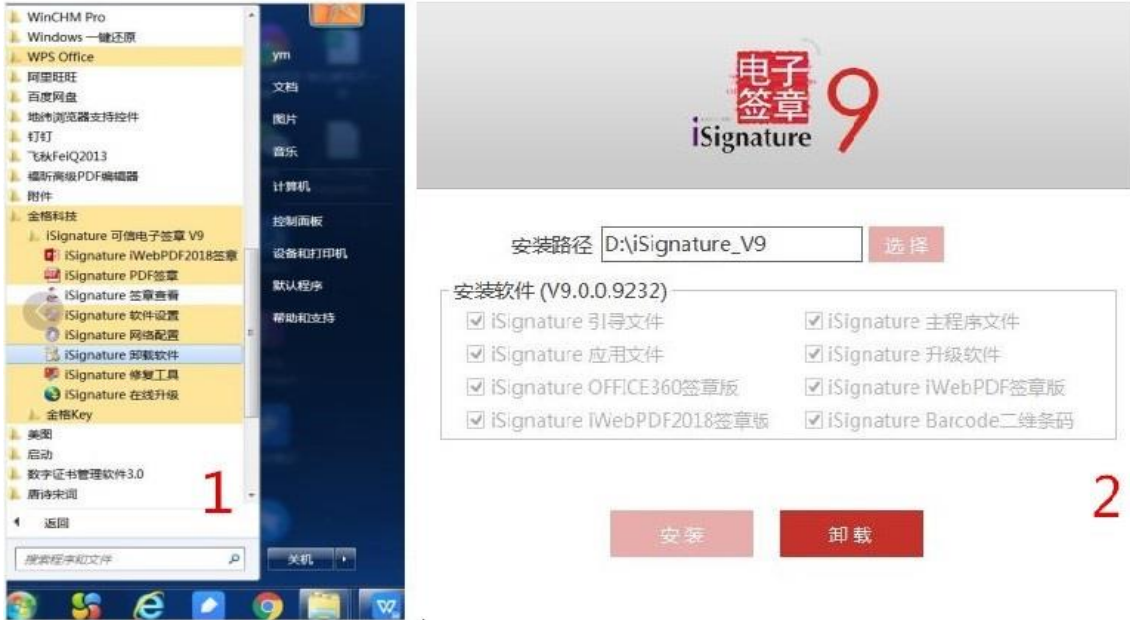 WinCHM Pro
Windows 一键还原
WPS Office
阿里旺旺
百度网盘
地纬浏览器支持控件
钉钉
飞秋FeiQ2013
福昕高级PDF编辑器
附件
金格科技
iSignature 可信电子签章 V9
iSignature iWebPDF2018签章
iSignature PDF签章
iSignature 签章查看
iSignature 软件设置
iSignature 网络配置
iSignature 卸载软件
iSignature 修复工具
iSignature 在线升级
金格Key
美图
启动
数字证书管理软件3.0
唐诗宋词
返回
搜索程序和文件
ym
文档
图片
音乐
计算机
控制面板
设备和打印机
默认程序
帮助和支持
关机
1
电子
签章
iSignature
9
安装路径 D:\iSignature_V9 选择
安装软件 (V9.0.0.9232)
iSignature 引导文件 iSignature 主程序文件
iSignature 应用文件 iSignature 升级软件
iSignature OFFICE360签章版 iSignature iWebPDF签章版
iSignature iWebPDF2018签章版 iSignature Barcode二维条码
安装 卸载
2